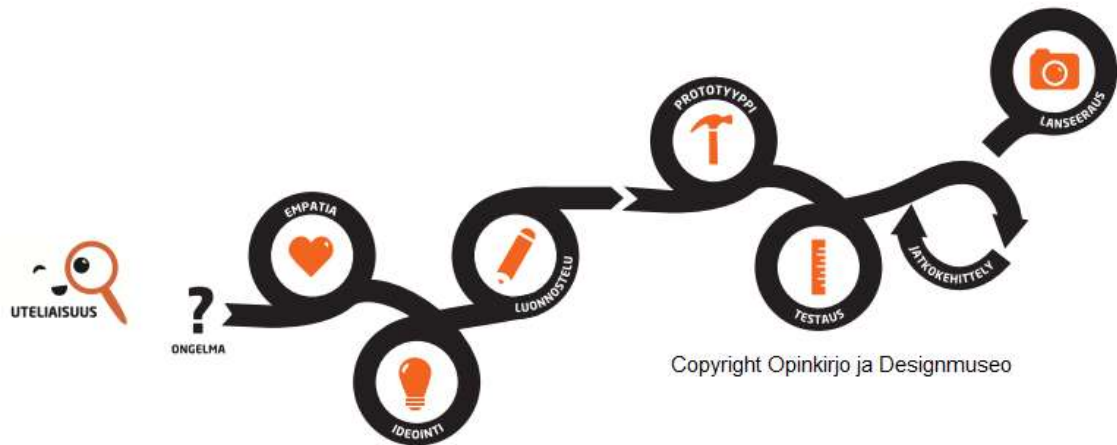 UTELIAISUUS
?
ONGELMA
EMPATIA
IDEOINTI
LUONNOSTELU
PROTOTYYPPI
TESTAUS
JATKOKEHITTELY
LANSEERAUS
Copyright Opinkirjo ja Designmuseo